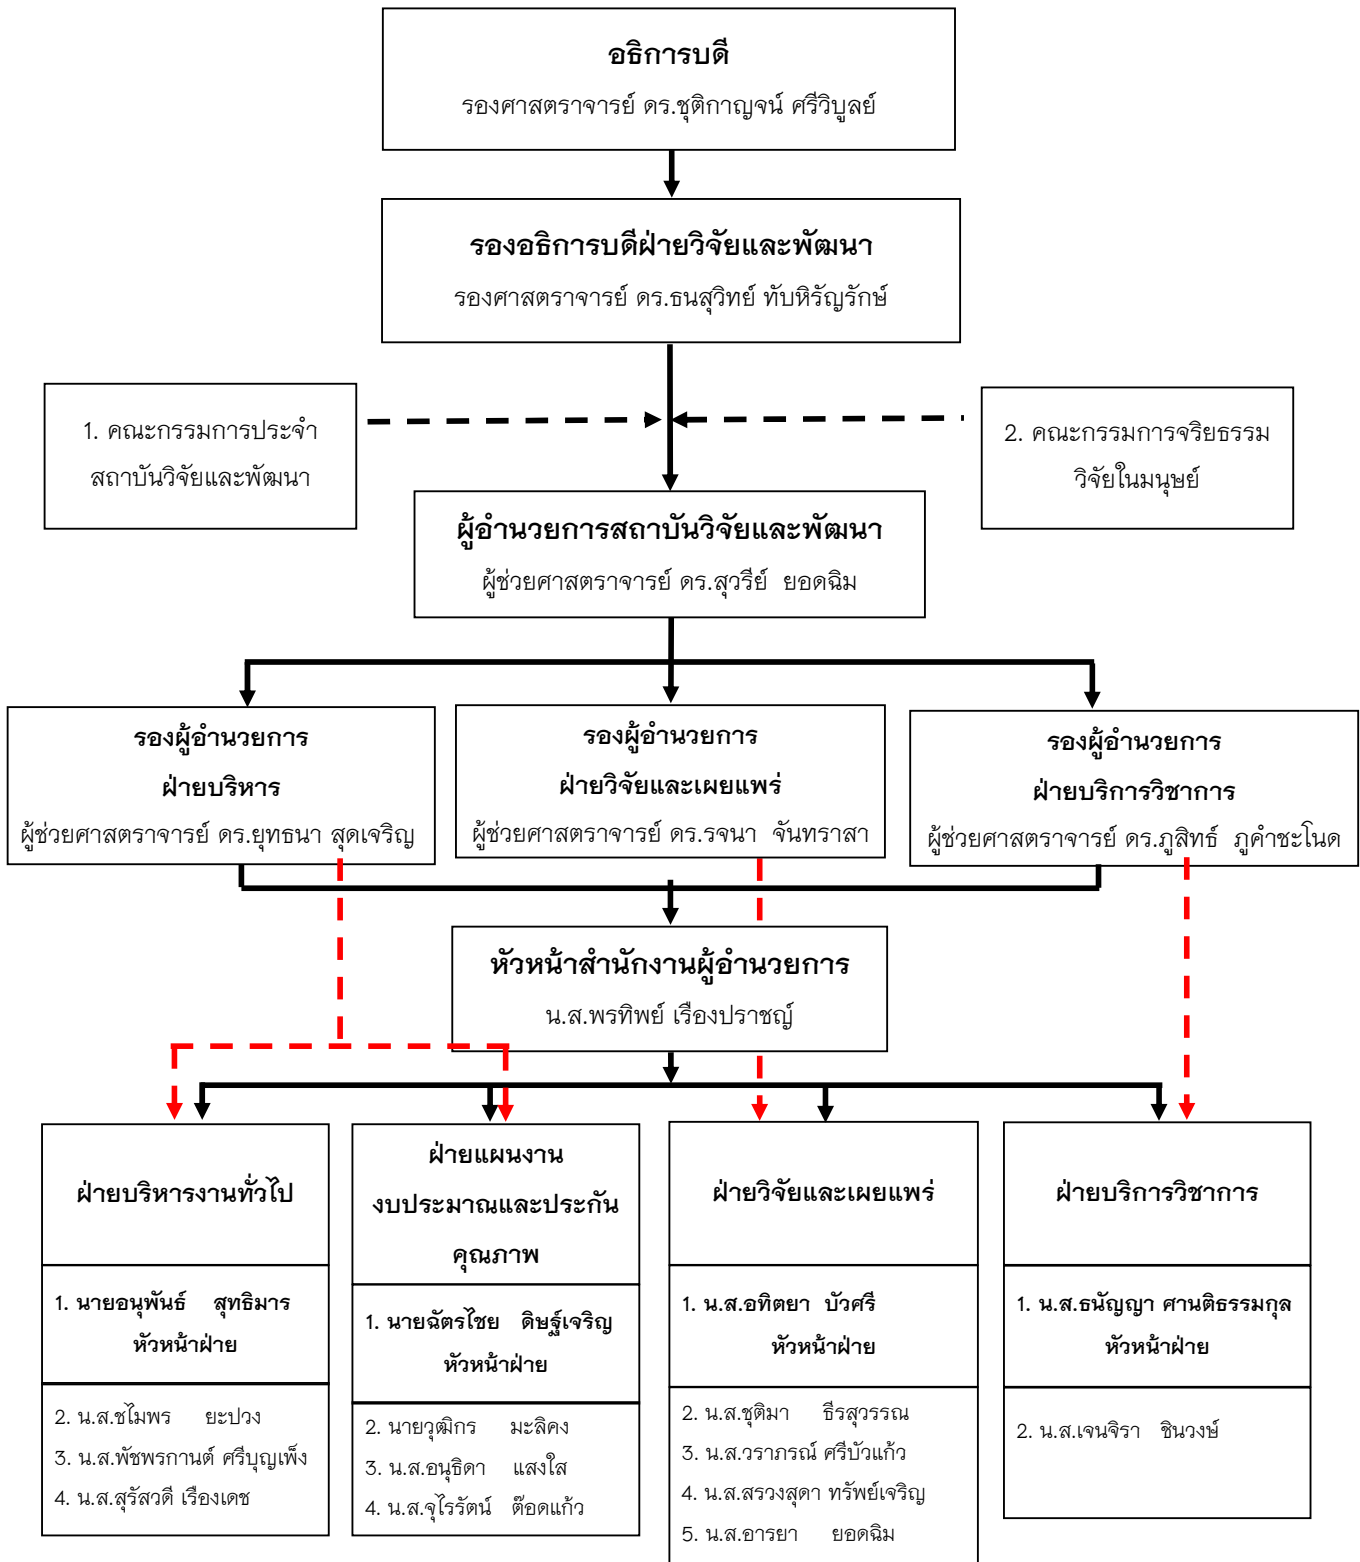 อธิการบดี
รองศาสตราจารย์ ดร.ชุติกาญจน์ ศรีวิบูลย์
รองอธิการบดีฝ่ายวิจัยและพัฒนา
รองศาสตราจารย์ ดร.ธนสุวิทย์ ทับหิรัญรักษ์
1. คณะกรรมการประจำ
สถาบันวิจัยและพัฒนา
2. คณะกรรมการจริยธรรม
วิจัยในมนุษย์
ผู้อำนวยการสถาบันวิจัยและพัฒนา
ผู้ช่วยศาสตราจารย์ ดร.สุวรีย์ ยอดฉิม
รองผู้อำนวยการ
ฝ่ายบริหาร
ผู้ช่วยศาสตราจารย์ ดร.ยุทธนา สุดเจริญ
รองผู้อำนวยการ
ฝ่ายวิจัยและเผยแพร่
ผู้ช่วยศาสตราจารย์ ดร.รจนา จันทราสา
รองผู้อำนวยการ
ฝ่ายบริการวิชาการ
ผู้ช่วยศาสตราจารย์ ดร.ภูสิทธ์ ภูคำชะโนด
หัวหน้าสำนักงานผู้อำนวยการ
น.ส.พรทิพย์ เรืองปราชญ์
ฝ่ายบริหารงานทั่วไป
1. นายอนุพันธ์ สุทธิมาร
หัวหน้าฝ่าย
2. น.ส.ชไมพร ยะปวง
3. น.ส.พัชพรกานต์ ศรีบุญเพ็ง
4. น.ส.สุรัสวดี เรืองเดช
ฝ่ายแผนงาน
งบประมาณและประกัน
คุณภาพ
1. นายฉัตรไชย ดิษฐ์เจริญ
หัวหน้าฝ่าย
2. นายวุฒิกร มะลิคง
3. น.ส.อนุธิดา แสงใส
4. น.ส.จุไรรัตน์ ต๊อดแก้ว
ฝ่ายวิจัยและเผยแพร่
1. น.ส.อทิตยา บัวศรี
หัวหน้าฝ่าย
2. น.ส.ชุติมา ธีรสุวรรณ
3. น.ส.วราภรณ์ ศรีบัวแก้ว
4. น.ส.สรวงสุดา ทรัพย์เจริญ
5. น.ส.อารยา ยอดฉิม
ฝ่ายบริการวิชาการ
1. น.ส.ธนัญญา ศานติธรรมกุล
หัวหน้าฝ่าย
2. น.ส.เจนจิรา ชินวงษ์